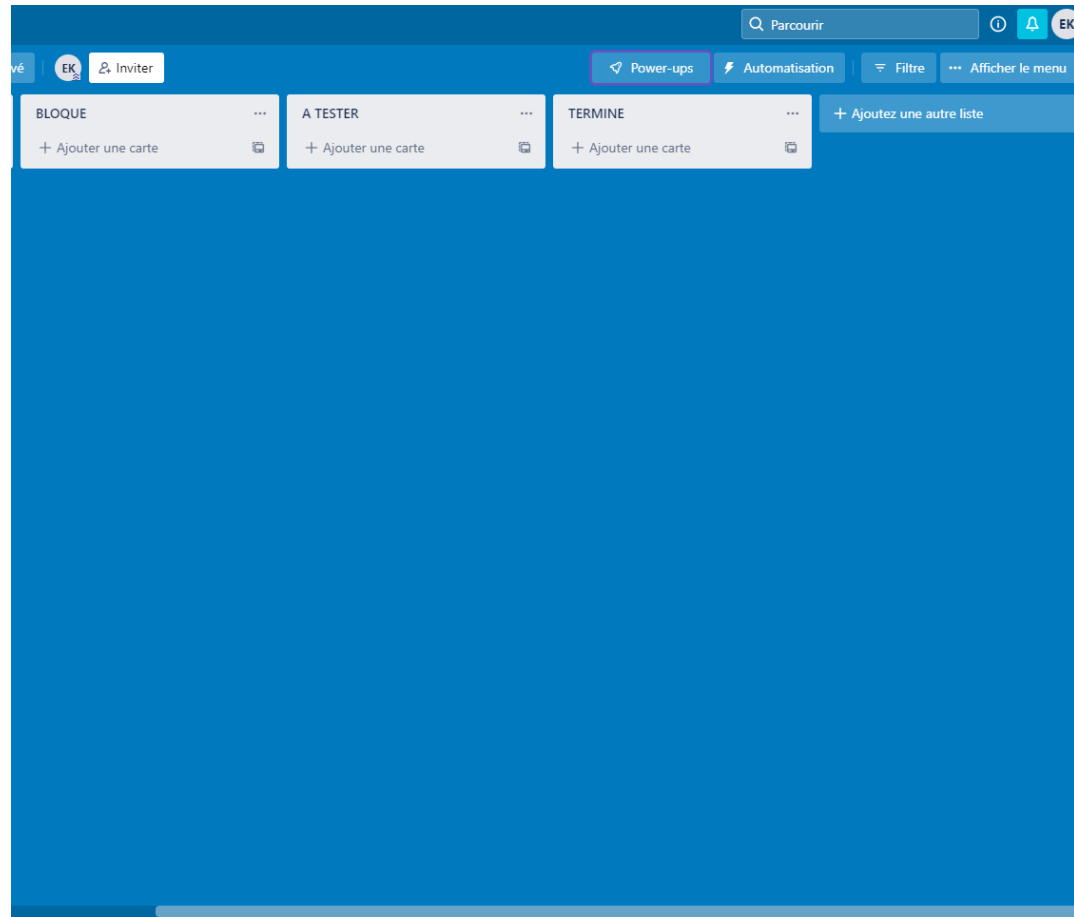 Parcourir
EK
vé
EK
Inviter
Power-ups
Automatisation
Filtre
Afficher le menu
BLOQUE
A TESTER
TERMINE
+ Ajoutez une autre liste
+ Ajouter une carte
+ Ajouter une carte
+ Ajouter une carte